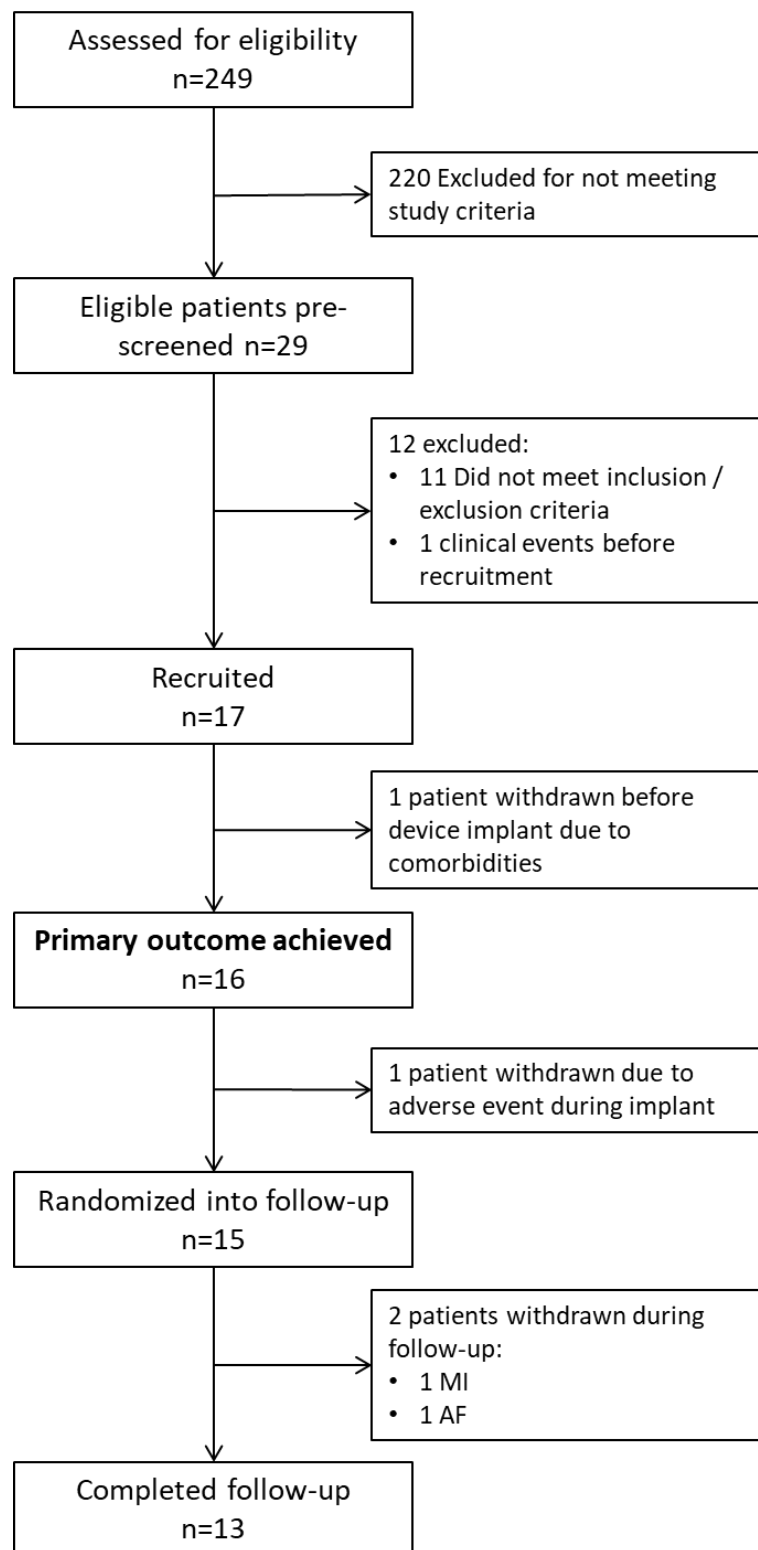 Assessed for eligibility
n=249
220 Excluded for not meeting
study criteria
Eligible patients pre-
screened n=29
12 excluded:
• 11 Did not meet inclusion /
exclusion criteria
• 1 clinical events before
recruitment
Recruited
n=17
1 patient withdrawn before
device implant due to
comorbidities
Primary outcome achieved
n=16
1 patient withdrawn due to
adverse event during implant
Randomized into follow-up
n=15
2 patients withdrawn during
follow-up:
• 1 MI
• 1 AF
Completed follow-up
n=13